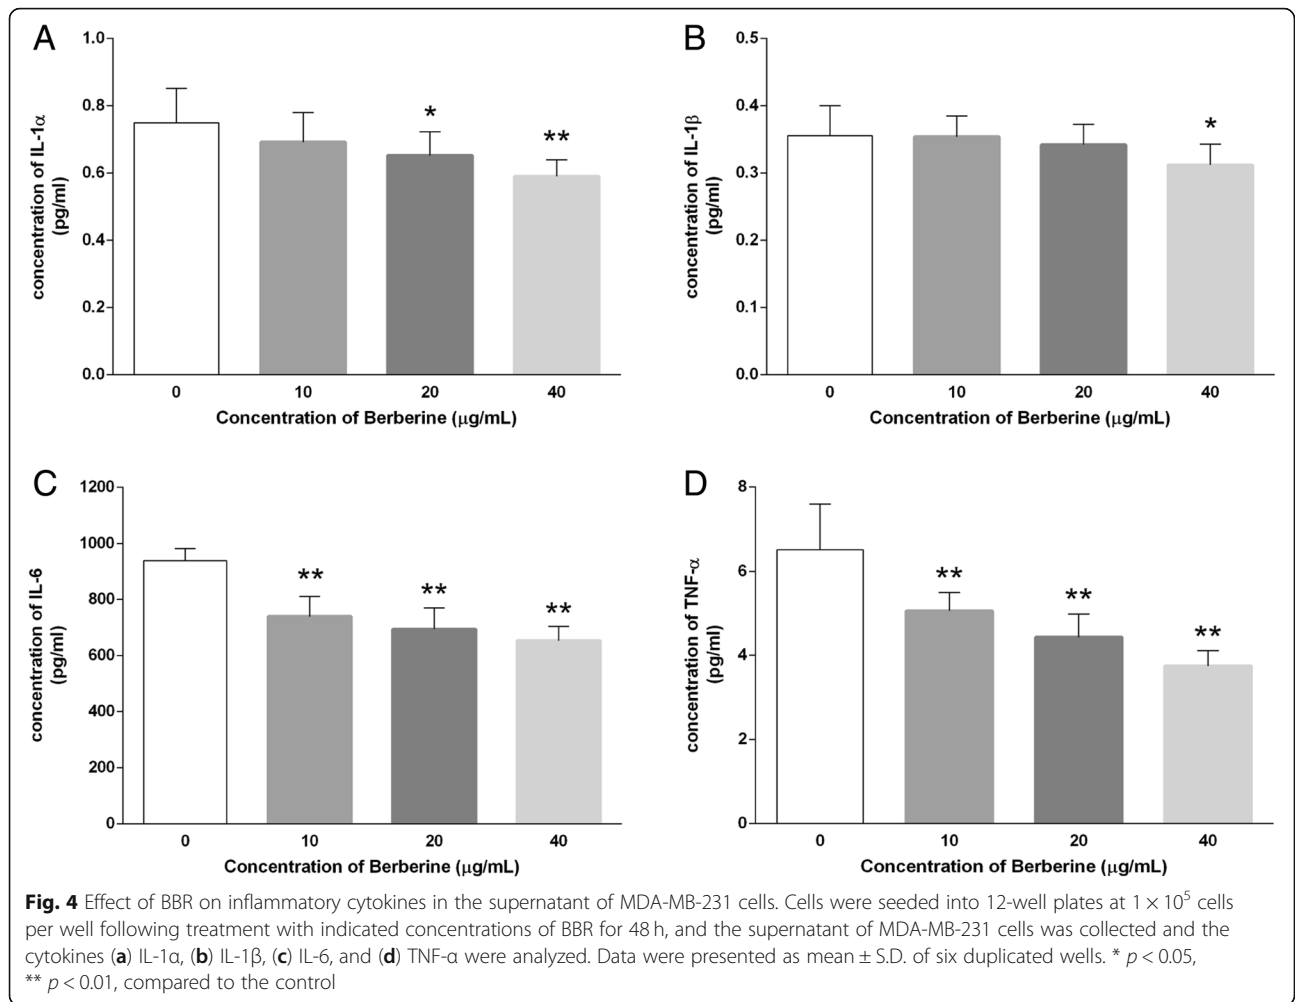 A
1.0
0.8
0.6
0.4
0.2
0.0
concentration of IL-1α
(pg/ml)
*
**
0 10 20 40
Concentration of Berberine (μg/mL)
B
0.5
0.4
0.3
0.2
0.1
0.0
concentration of IL-1β
(pg/ml)
*
0 10 20 40
Concentration of Berberine (μg/mL)
C
1200
1000
800
600
400
200
0
concentration of IL-6
(pg/ml)
**
**
**
0 10 20 40
Concentration of Berberine (μg/mL)
D
8
6
4
2
0
concentration of TNF-α
(pg/ml)
**
**
**
0 10 20 40
Concentration of Berberine (μg/mL)
Fig. 4 Effect of BBR on inflammatory cytokines in the supernatant of MDA-MB-231 cells. Cells were seeded into 12-well plates at 1 × 10⁵ cells
per well following treatment with indicated concentrations of BBR for 48 h, and the supernatant of MDA-MB-231 cells was collected and the
cytokines (a) IL-1α, (b) IL-1β, (c) IL-6, and (d) TNF-α were analyzed. Data were presented as mean ± S.D. of six duplicated wells. * p < 0.05,
** p < 0.01, compared to the control